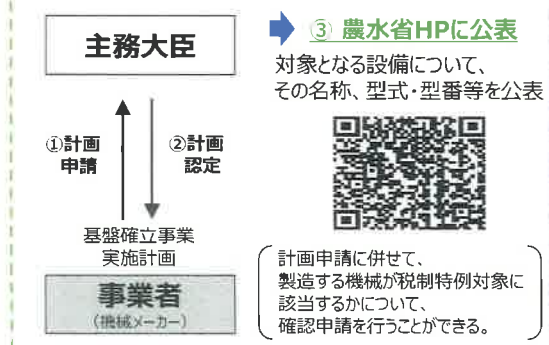 主務大臣
③ 農水省HPに公表
対象となる設備について、
その名称、型式・型番等を公表
①計画
申請
②計画
認定
基盤確立事業
実施計画
事業者
(機械メーカー)
計画申請に併せて、
製造する機械が税制特例対象に
該当するかについて、
確認申請を行うことができる。